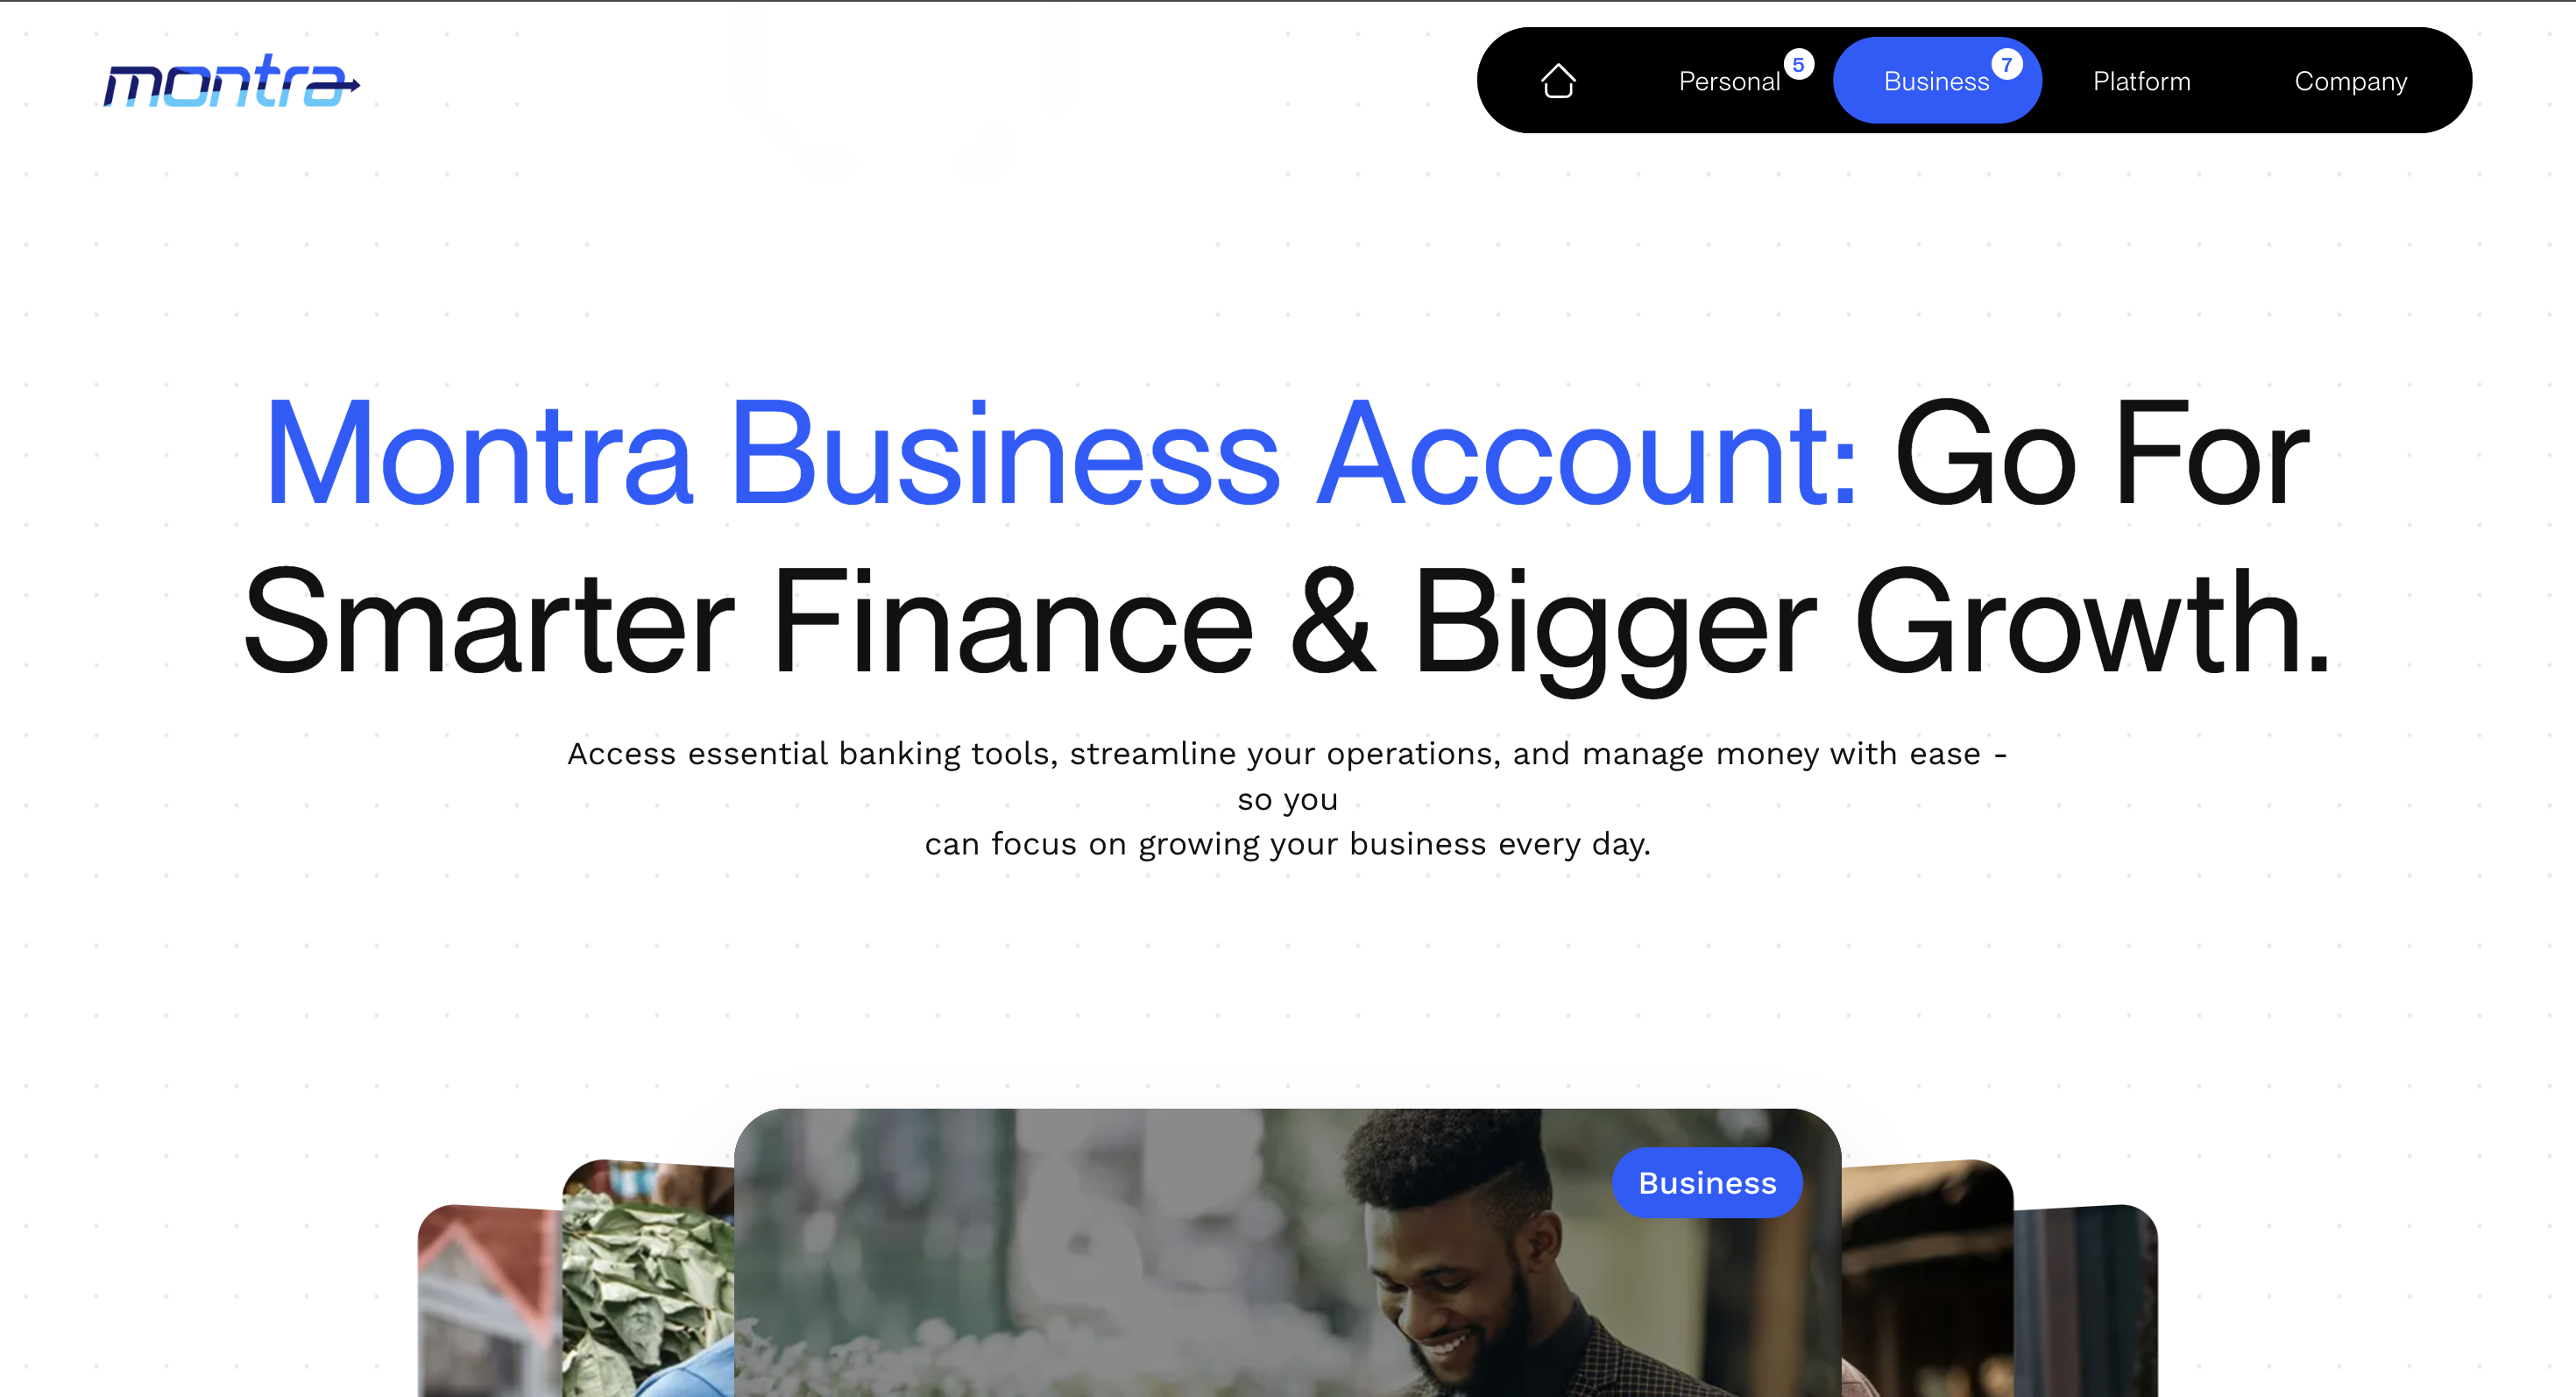 montra
Personal 5 Business 7 Platform Company
Montra Business Account: Go For
Smarter Finance & Bigger Growth.
Access essential banking tools, streamline your operations, and manage money with ease -
so you
can focus on growing your business every day.
Business